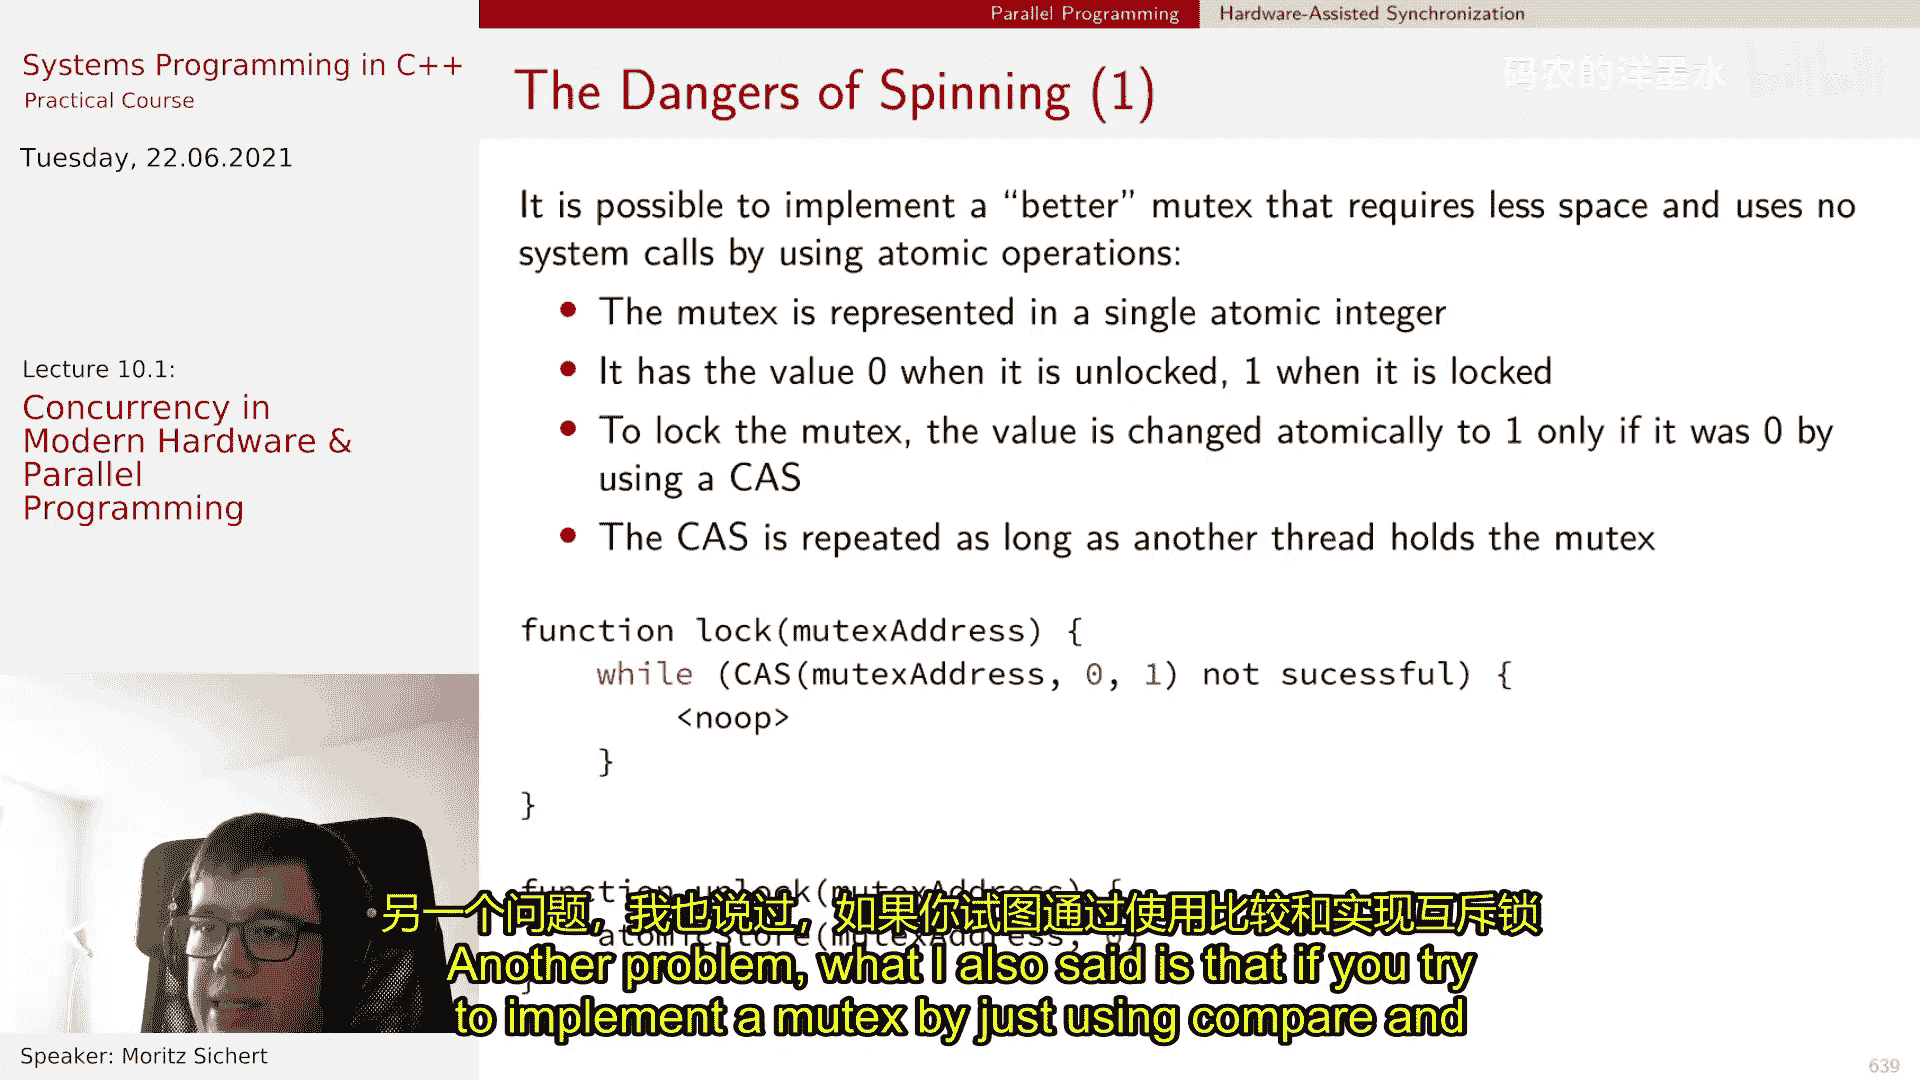 Parallel Programming
Hardware-Assisted Synchronization
Systems Programming in C++
Practical Course
Tuesday, 22.06.2021
Lecture 10.1:
Concurrency in
Modern Hardware &
Parallel
Programming
The Dangers of Spinning (1)
码农的洋墨水
bilibili
It is possible to implement a “better” mutex that requires less space and uses no
system calls by using atomic operations:
• The mutex is represented in a single atomic integer
• It has the value 0 when it is unlocked, 1 when it is locked
• To lock the mutex, the value is changed atomically to 1 only if it was 0 by
using a CAS
• The CAS is repeated as long as another thread holds the mutex
function lock(mutexAddress) {
while (CAS(mutexAddress, 0, 1) not sucessful) {
<noop>
}
}
function unlock(mutexAddress) {
atomicStore(mutexAddress, 0)
}
另一个问题，我也说过，如果你试图通过使用比较和实现互斥锁
Another problem, what I also said is that if you try
to implement a mutex by just using compare and
Speaker: Moritz Sichert
639